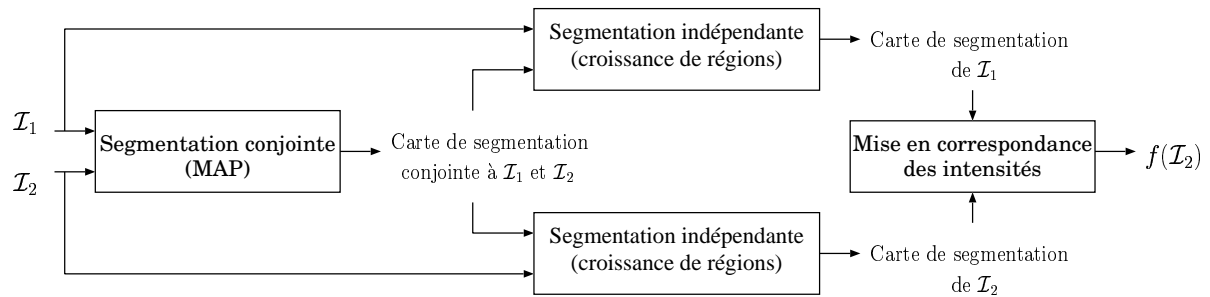 Segmentation indépendante
(croissance de régions)
Carte de segmentation
de I₁
I₁
I₂
Segmentation conjointe
(MAP)
Carte de segmentation
conjointe à I₁ et I₂
Mise en correspondance
des intensités
f(I₂)
Segmentation indépendante
(croissance de régions)
Carte de segmentation
de I₂